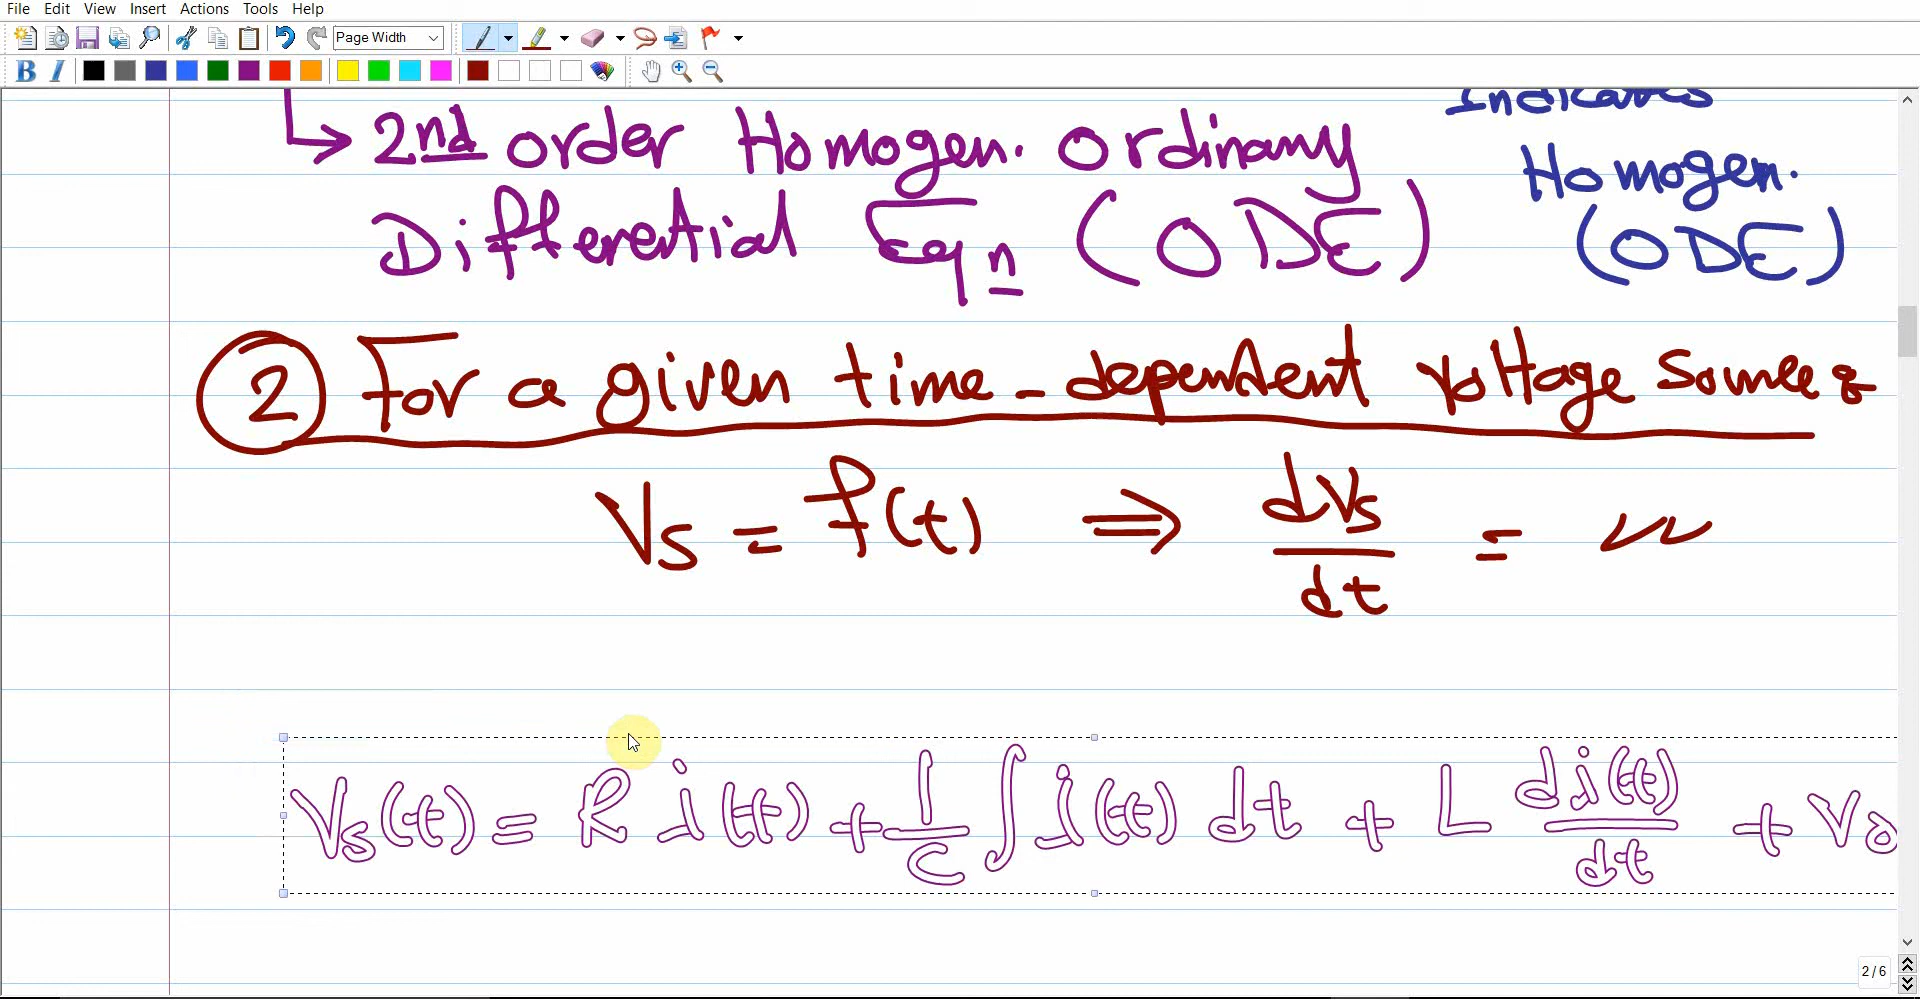 File Edit View Insert Actions Tools Help
Page Width
B I
Indicates
↳ 2nd order Homogen. Ordinary
Homogen.
Differential Eqn (ODE)
(ODE)
② For a given time-dependent voltage source:
Vs = f(t) ⇒ dVs/dt = ✓✓
Vs(t) = R i(t) + 1/C ∫ i(t) dt + L di(t)/dt + Vo
2 / 6